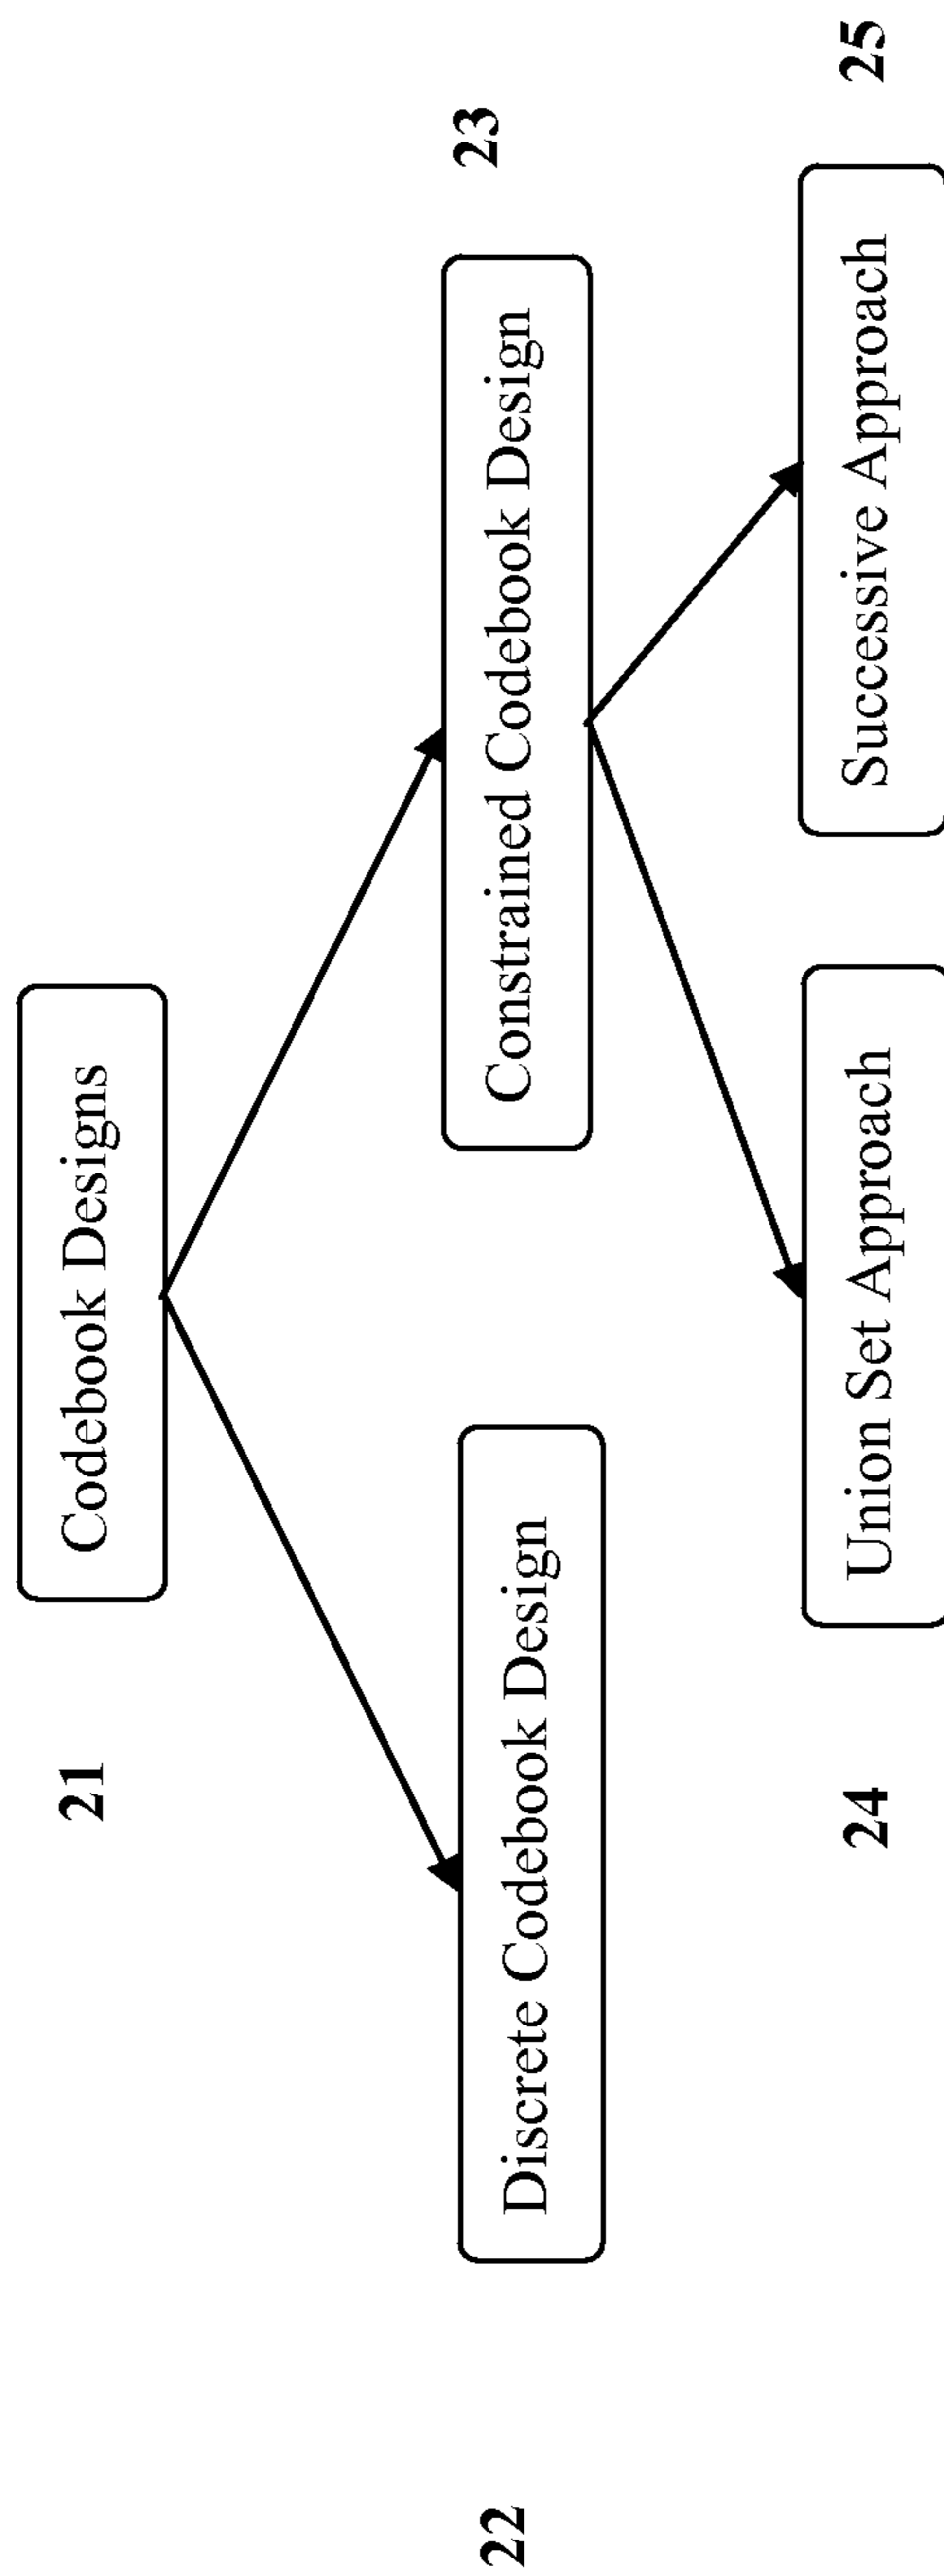 21
Codebook Designs
22
Discrete Codebook Design
Constrained Codebook Design
23
24
Union Set Approach
Successive Approach
25